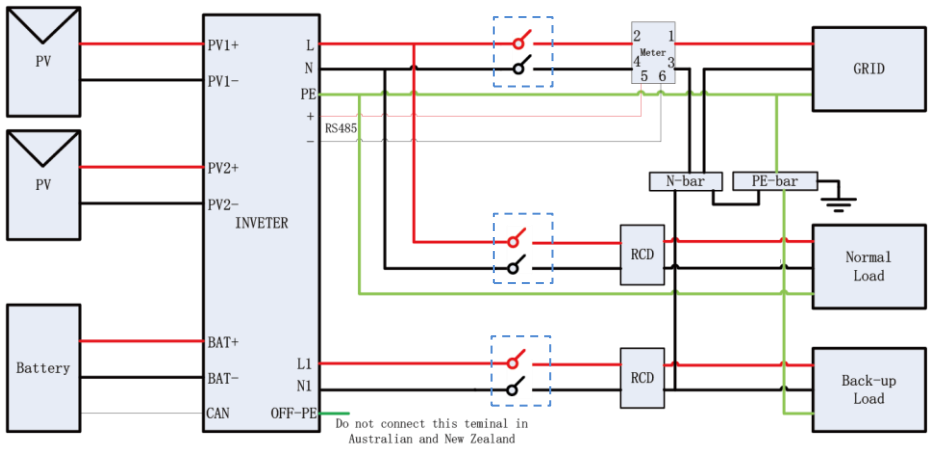 PV
PV1+
PV1-
L
N
PE
+
RS485
-
2 1
Meter
4 3
5 6
GRID
PV
PV2+
PV2-
INVETER
N-bar
PE-bar
RCD
Normal
Load
Battery
BAT+
BAT-
CAN
L1
N1
OFF-PE
RCD
Back-up
Load
Do not connect this teminal in
Australian and New Zealand